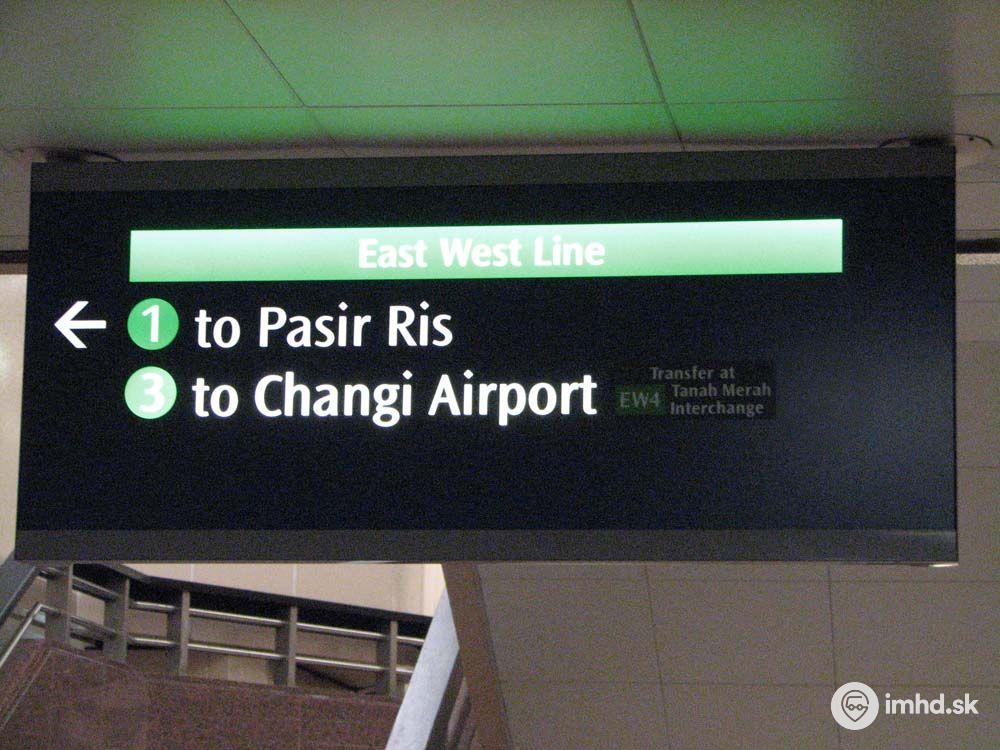 East West Line
← 1 to Pasir Ris
3 to Changi Airport
Transfer at
EW4 Tanah Merah
Interchange
imhd.sk